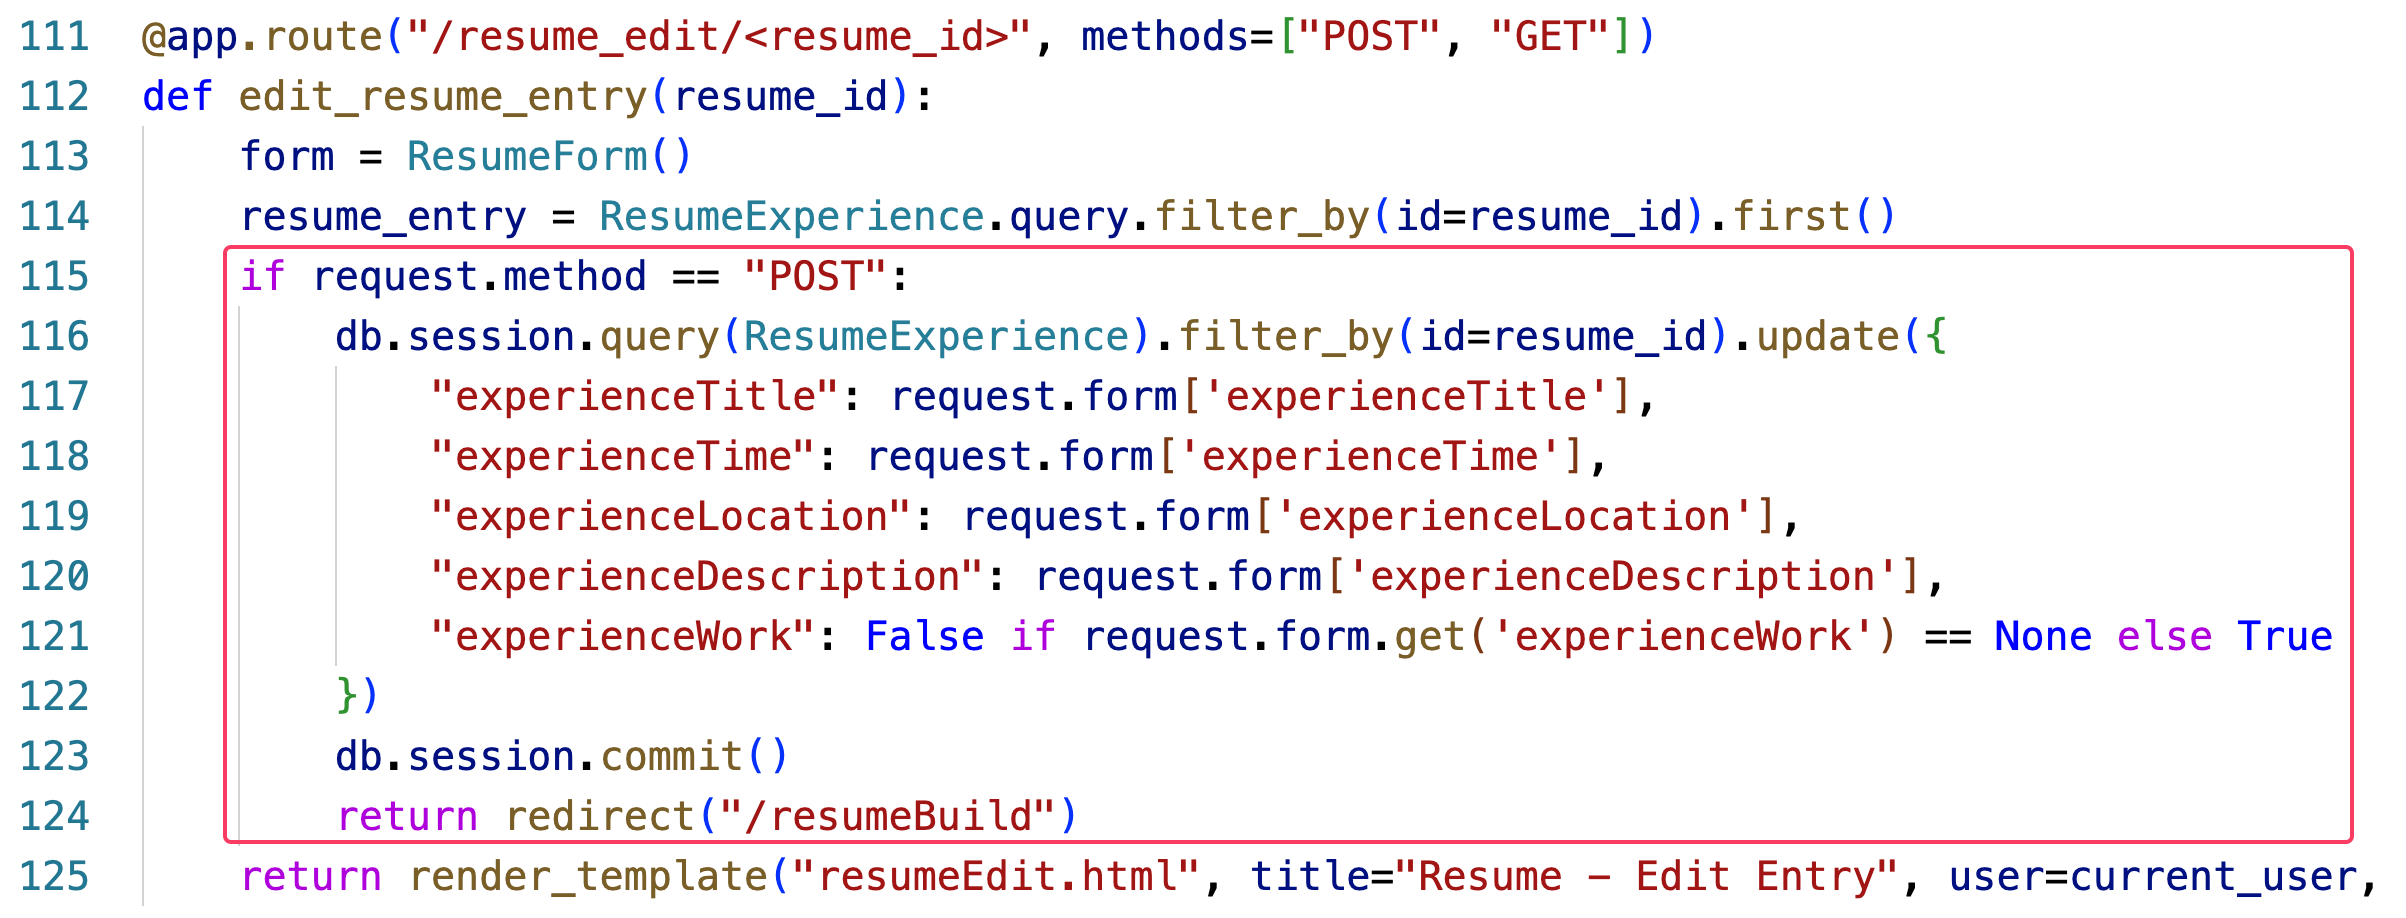 111 @app.route("/resume_edit/<resume_id>", methods=["POST", "GET"])
112 def edit_resume_entry(resume_id):
113     form = ResumeForm()
114     resume_entry = ResumeExperience.query.filter_by(id=resume_id).first()
115     if request.method == "POST":
116         db.session.query(ResumeExperience).filter_by(id=resume_id).update({
117             "experienceTitle": request.form['experienceTitle'],
118             "experienceTime": request.form['experienceTime'],
119             "experienceLocation": request.form['experienceLocation'],
120             "experienceDescription": request.form['experienceDescription'],
121             "experienceWork": False if request.form.get('experienceWork') == None else True
122         })
123         db.session.commit()
124         return redirect("/resumeBuild")
125     return render_template("resumeEdit.html", title="Resume - Edit Entry", user=current_user,